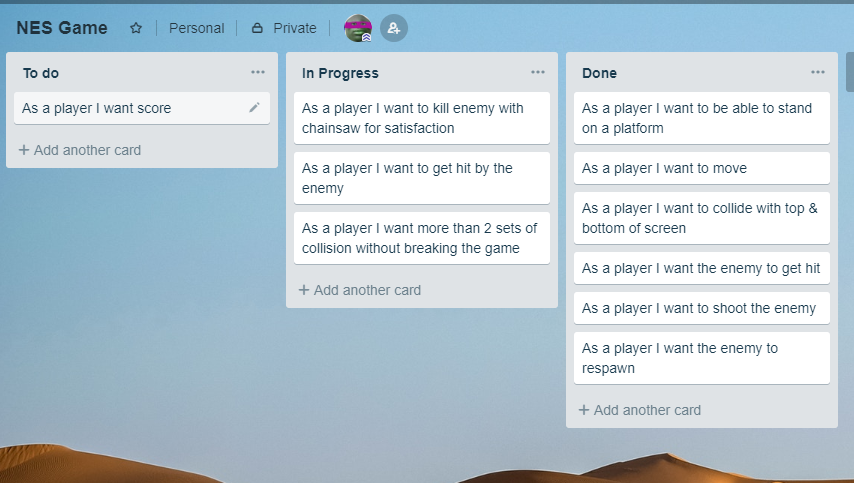 NES Game
Personal
Private
To do
As a player I want score
Add another card
In Progress
As a player I want to kill enemy with
chainsaw for satisfaction
As a player I want to get hit by the
enemy
As a player I want more than 2 sets of
collision without breaking the game
Add another card
Done
As a player I want to be able to stand
on a platform
As a player I want to move
As a player I want to collide with top &
bottom of screen
As a player I want the enemy to get hit
As a player I want to shoot the enemy
As a player I want the enemy to
respawn
Add another card